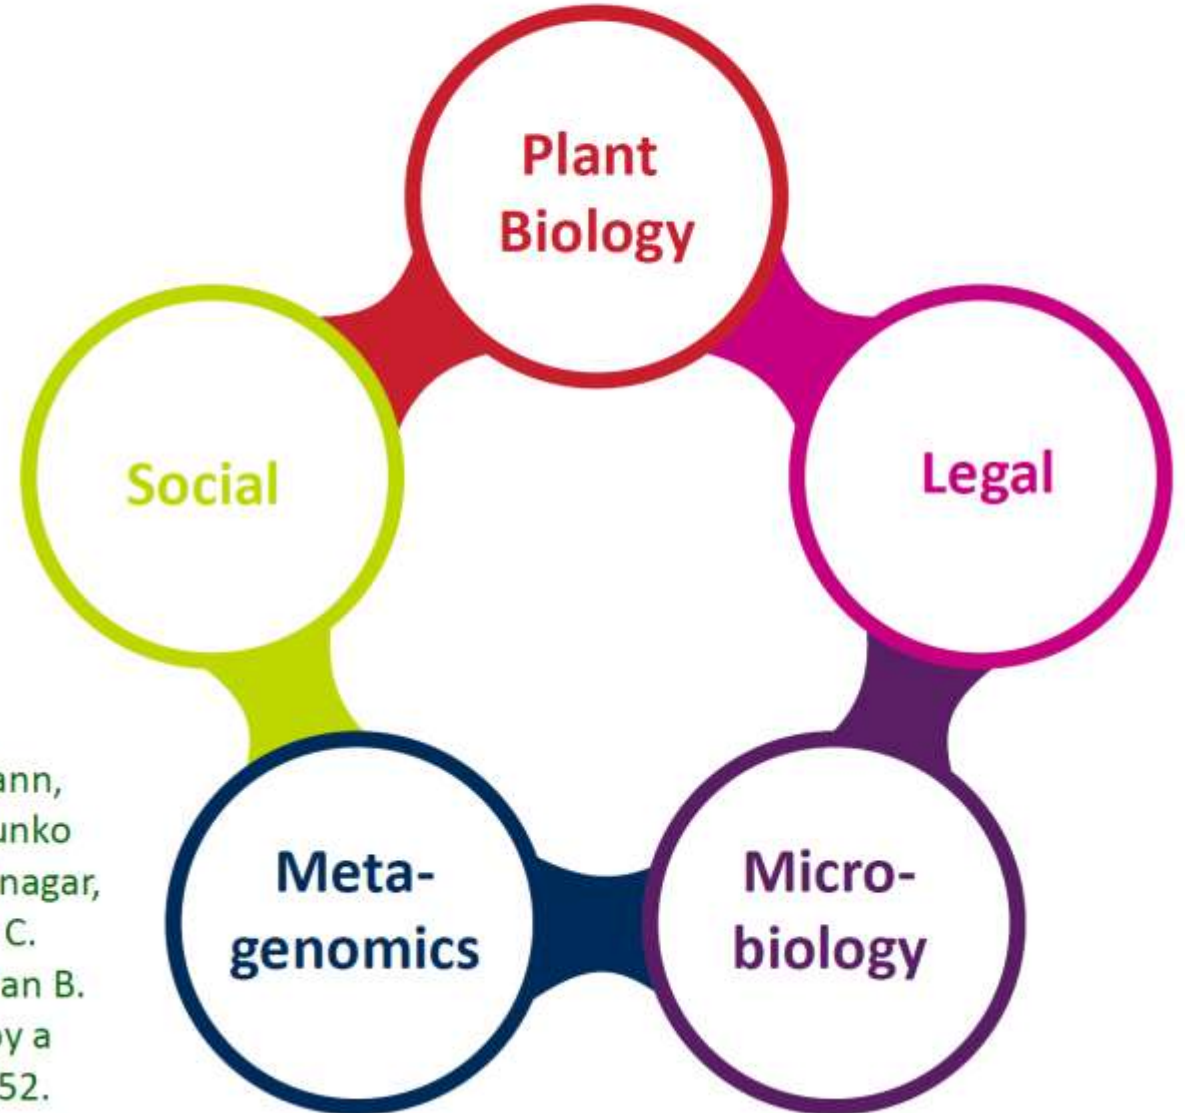 Plant
Biology
Social
Legal
ann,
unko
nagar,
C.
an B.
by a
52.
Meta-
genomics
Micro-
biology